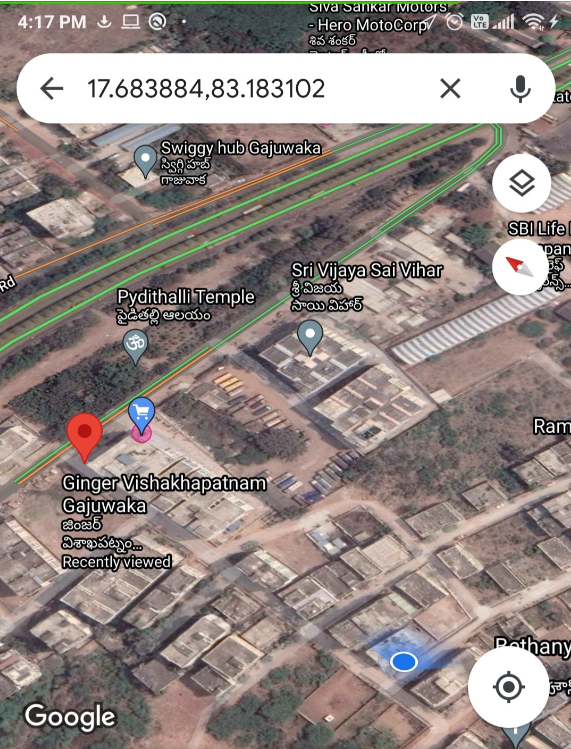 Siva Sankar Motors
- Hero MotoCorp
శివ శంకర్
4:17 PM
Vo
LTE
17.683884,83.183102
Swiggy hub Gajuwaka
స్విగ్గి హబ్
గాజువాక
SBI Life
Rd
Sri Vijaya Sai Vihar
శ్రీ విజయ
సాయి విహార్
Pydithalli Temple
పైడితల్లి ఆలయం
ॐ
Ram
Ginger Vishakhapatnam
Gajuwaka
జింజర్
విశాఖపట్నం...
Recently viewed
Bethany
Google